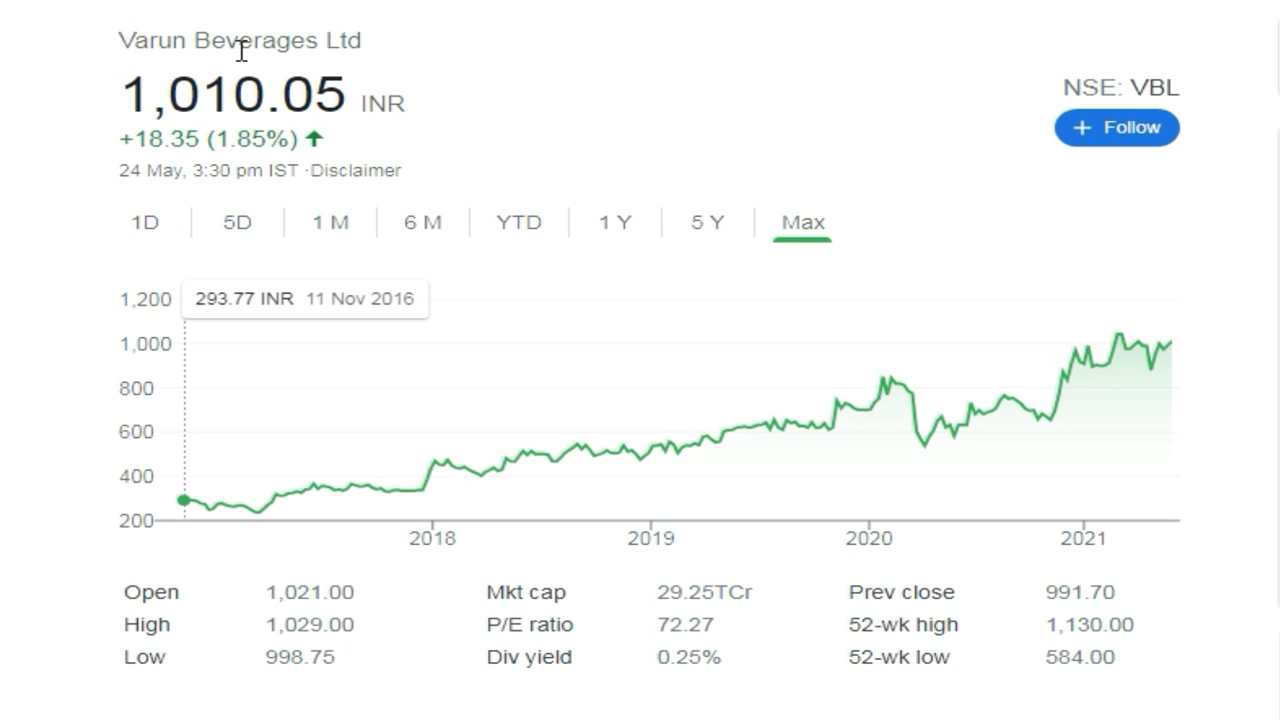 Varun Beverages Ltd
1,010.05 INR
NSE: VBL
+18.35 (1.85%)
+ Follow
24 May, 3:30 pm IST ·Disclaimer
1D 5D 1 M 6 M YTD 1 Y 5 Y Max
293.77 INR 11 Nov 2016
1,200
1,000
800
600
400
200
2018 2019 2020 2021
Open 1,021.00 Mkt cap 29.25TCr Prev close 991.70
High 1,029.00 P/E ratio 72.27 52-wk high 1,130.00
Low 998.75 Div yield 0.25% 52-wk low 584.00